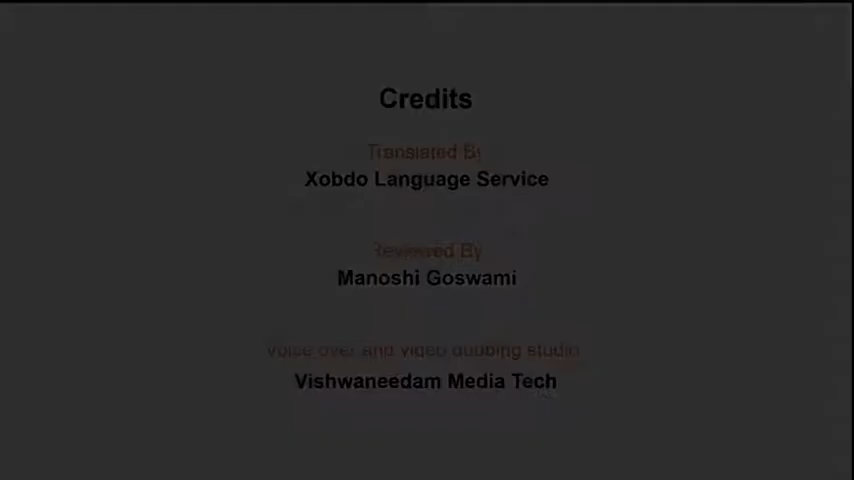 Credits
Translated By
Xobdo Language Service
Reviewed By
Manoshi Goswami
Voice over and video dubbing studio
Vishwaneedam Media Tech